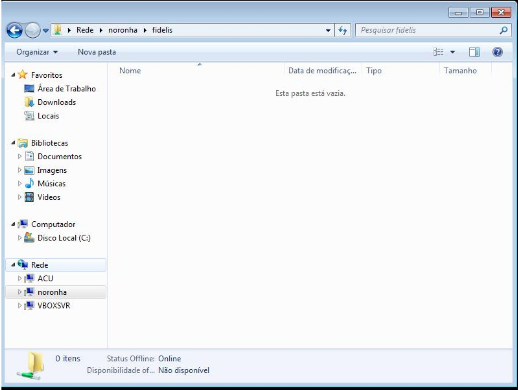 Rede noronha fidelis
Pesquisar fidelis
Organizar Nova pasta
Nome Data de modificaç... Tipo Tamanho
Esta pasta está vazia.
Favoritos
Área de Trabalho
Downloads
Locais
Bibliotecas
Documentos
Imagens
Músicas
Vídeos
Computador
Disco Local (C:)
Rede
ACU
noronha
VBOXSVR
0 itens Status Offline: Online
Disponibilidade of... Não disponível